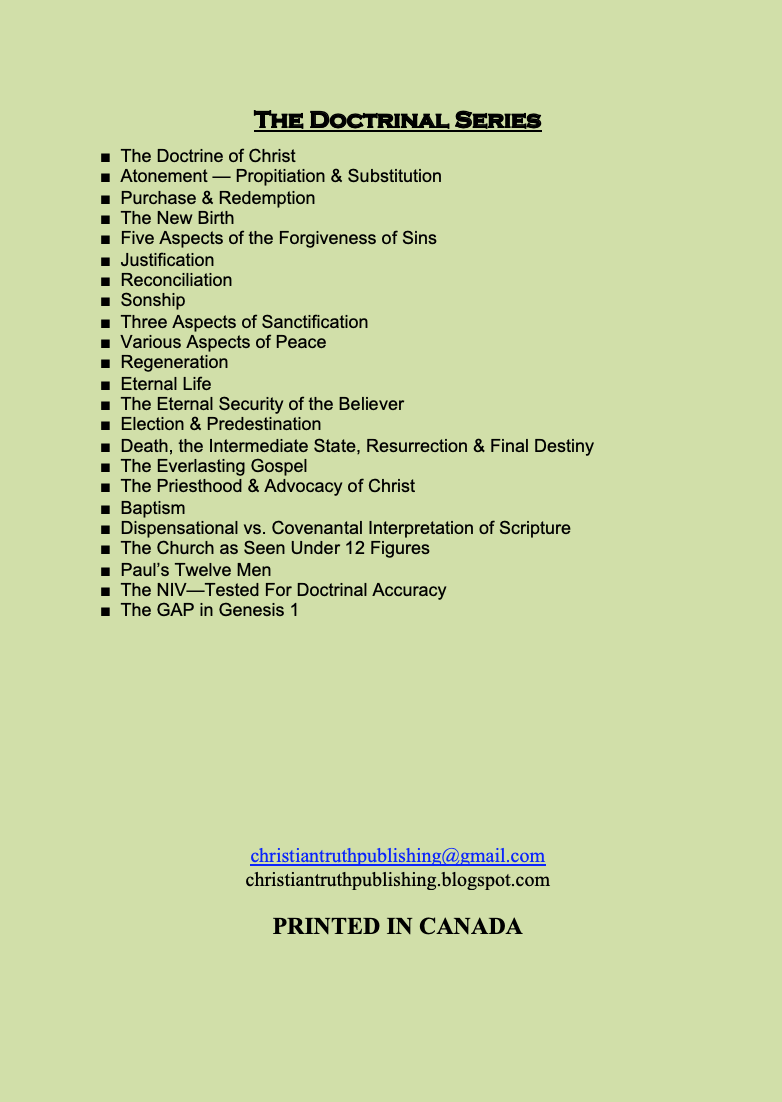 The Doctrinal Series
■ The Doctrine of Christ
■ Atonement — Propitiation & Substitution
■ Purchase & Redemption
■ The New Birth
■ Five Aspects of the Forgiveness of Sins
■ Justification
■ Reconciliation
■ Sonship
■ Three Aspects of Sanctification
■ Various Aspects of Peace
■ Regeneration
■ Eternal Life
■ The Eternal Security of the Believer
■ Election & Predestination
■ Death, the Intermediate State, Resurrection & Final Destiny
■ The Everlasting Gospel
■ The Priesthood & Advocacy of Christ
■ Baptism
■ Dispensational vs. Covenantal Interpretation of Scripture
■ The Church as Seen Under 12 Figures
■ Paul’s Twelve Men
■ The NIV—Tested For Doctrinal Accuracy
■ The GAP in Genesis 1
christiantruthpublishing@gmail.com
christiantruthpublishing.blogspot.com
PRINTED IN CANADA